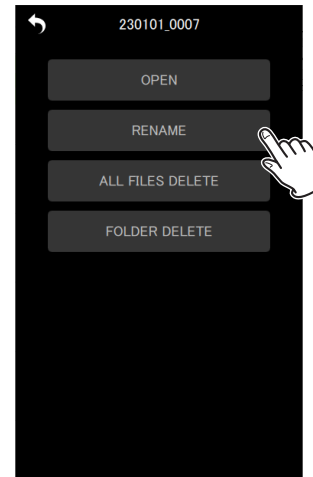 230101_0007
OPEN
RENAME
ALL FILES DELETE
FOLDER DELETE